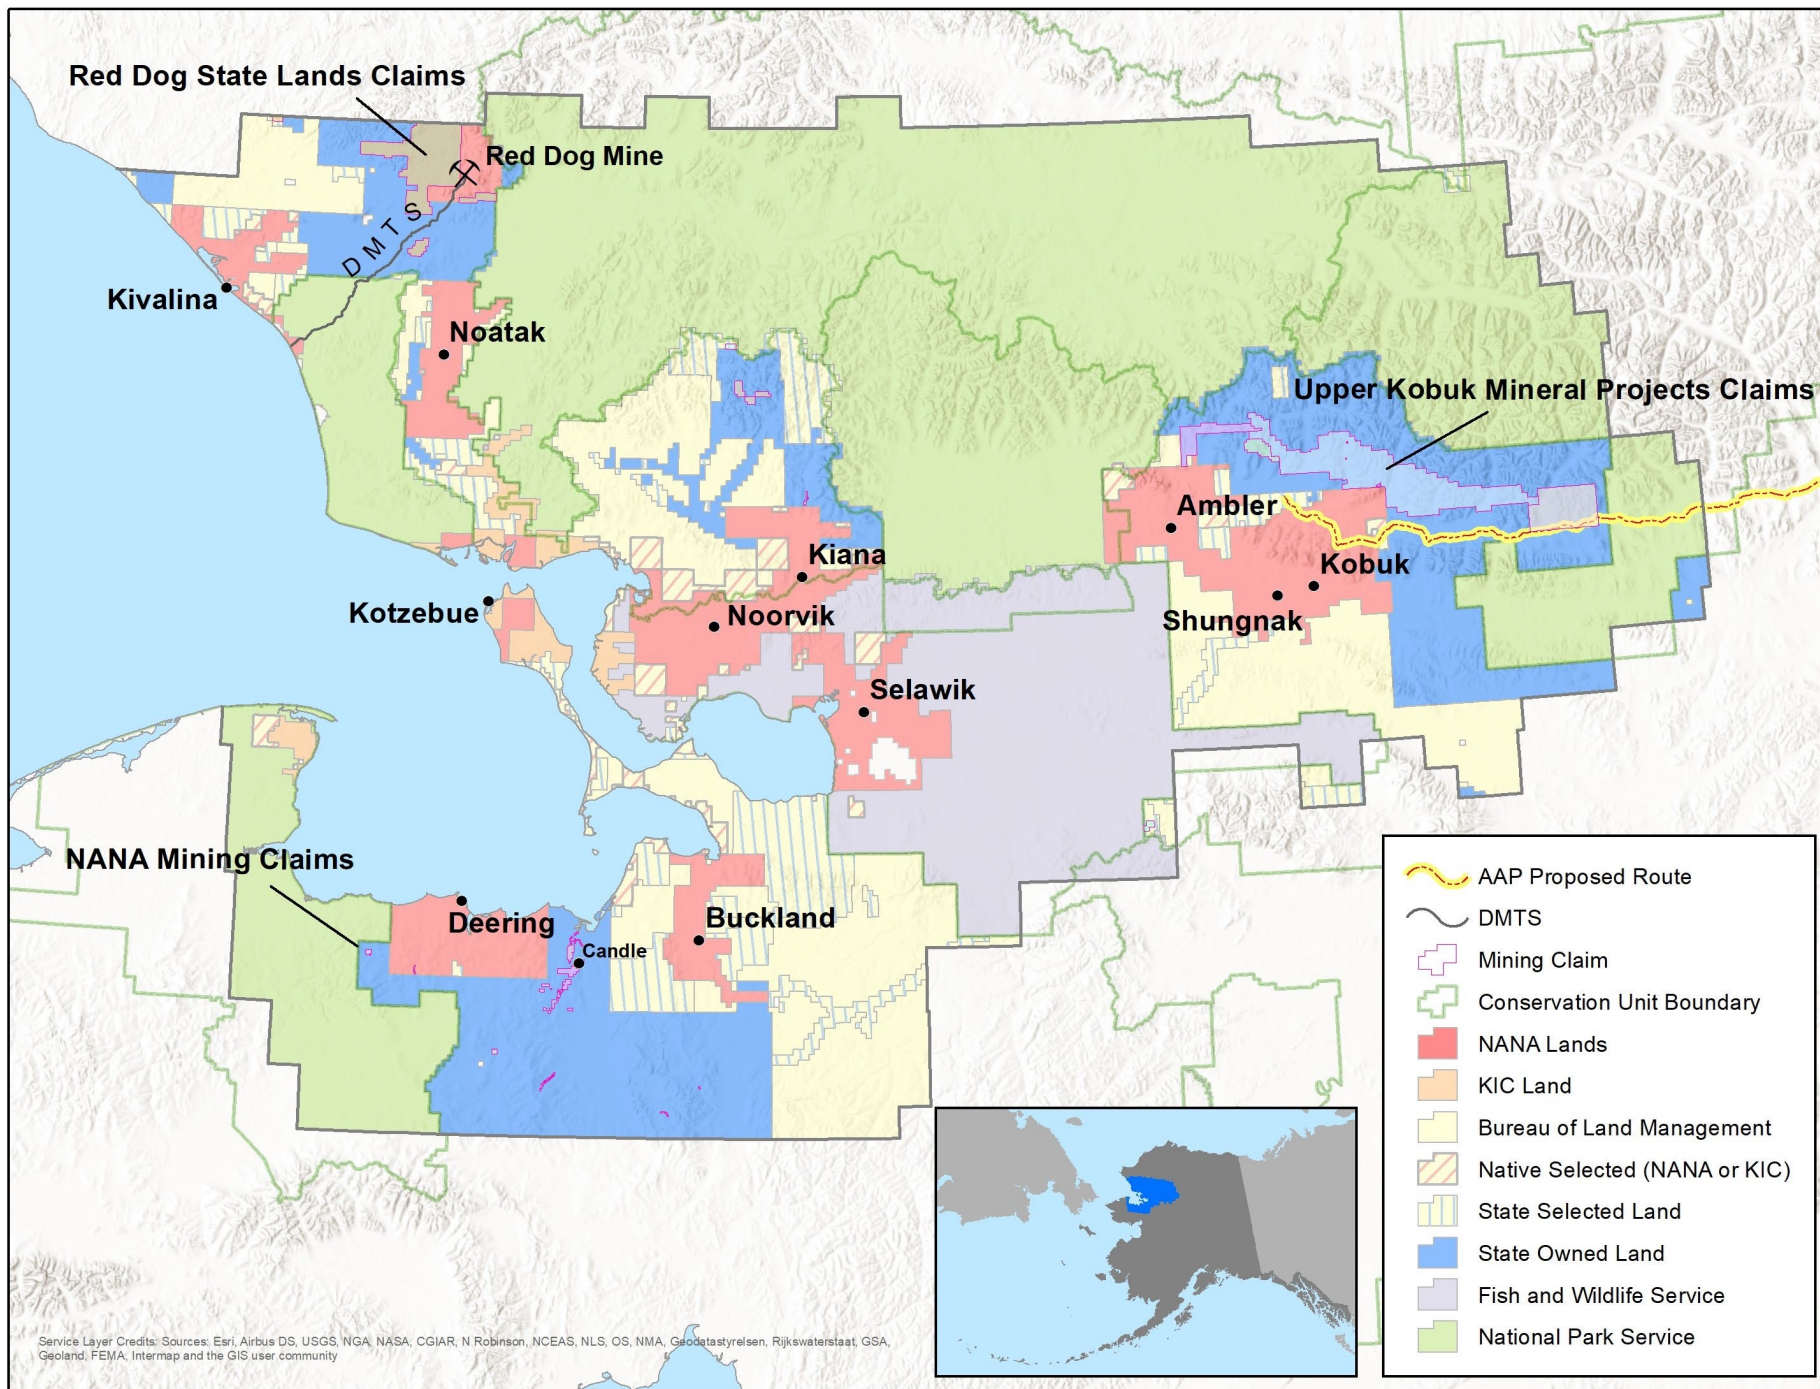 Red Dog State Lands Claims
Red Dog Mine
DMTS
Kivalina
Noatak
Upper Kobuk Mineral Projects Claims
Ambler
Kiana
Kobuk
Kotzebue
Noorvik
Shungnak
Selawik
NANA Mining Claims
Deering
Buckland
Candle
AAP Proposed Route
DMTS
Mining Claim
Conservation Unit Boundary
NANA Lands
KIC Land
Bureau of Land Management
Native Selected (NANA or KIC)
State Selected Land
State Owned Land
Fish and Wildlife Service
National Park Service
Service Layer Credits: Sources: Esri, Airbus DS, USGS, NGA, NASA, CGIAR, N Robinson, NCEAS, NLS, OS, NMA, Geodatastyrelsen, Rijkswaterstaat, GSA,
Geoland, FEMA, Intermap and the GIS user community